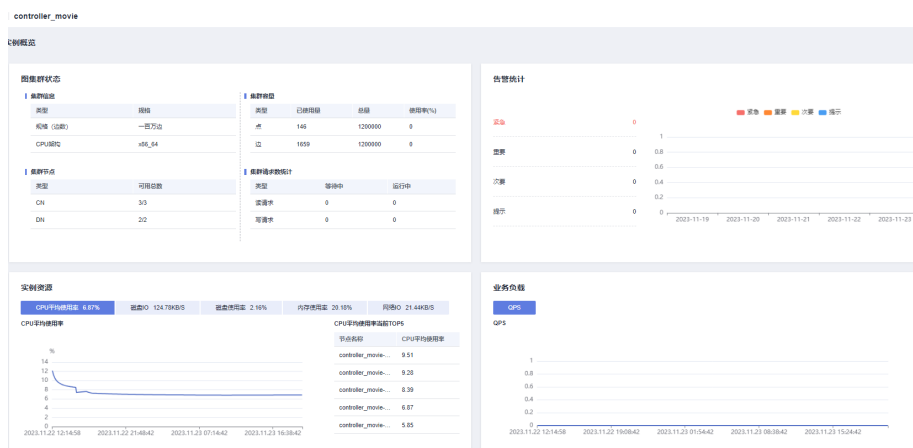 controller_movie
实例概览
图集群状态
集群信息
类型 规格
规格（边数） 一百万边
CPU架构 x86_64
集群容量
类型 已使用量 总量 使用率(%)
点 146 1200000 0
边 1659 1200000 0
集群节点
类型 可用总数
CN 3/3
DN 2/2
集群请求数统计
类型 等待中 运行中
读请求 0 0
写请求 0 0
告警统计
紧急 0
重要 0
次要 0
提示 0
紧急 重要 次要 提示
1
0.8
0.6
0.4
0.2
0
2023-11-19 2023-11-20 2023-11-21 2023-11-22 2023-11-23
实例资源
CPU平均使用率 6.87% 磁盘IO 124.78KB/S 磁盘使用率 2.16% 内存使用率 20.18% 网络IO 21.44KB/S
CPU平均使用率
%
14
12
10
8
6
4
2
0
2023.11.22 12:14:58 2023.11.22 21:48:42 2023.11.23 07:14:42 2023.11.23 16:38:42
CPU平均使用率当前TOP5
节点名称 CPU平均使用率
controller_movie-... 9.51
controller_movie-... 9.28
controller_movie-... 8.39
controller_movie-... 6.87
controller_movie-... 5.85
业务负载
QPS
QPS
1
0.8
0.6
0.4
0.2
0
2023.11.22 12:14:58 2023.11.22 19:08:42 2023.11.23 01:54:42 2023.11.23 08:38:42 2023.11.23 15:24:42